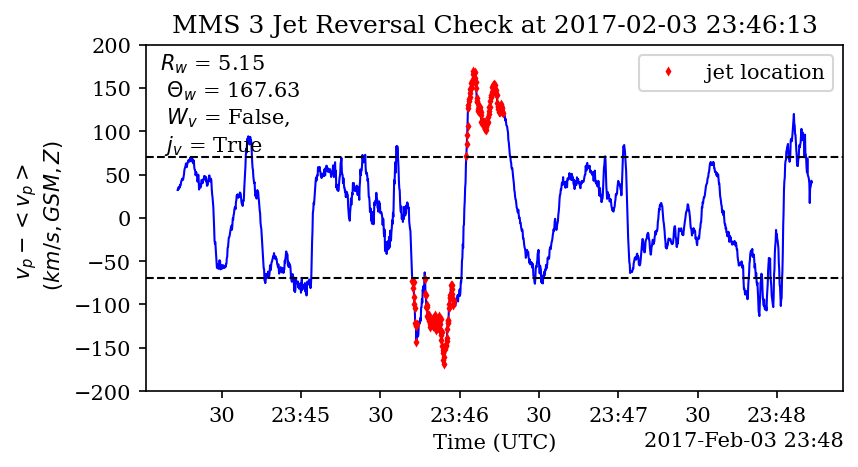 MMS 3 Jet Reversal Check at 2017-02-03 23:46:13
R_w = 5.15
Θ_w = 167.63
W_v = False,
j_v = True
jet location
200
150
100
50
0
−50
−100
−150
−200
v_p − < v_p >
(km/s, GSM, Z)
30 23:45 30 23:46 30 23:47 30 23:48
Time (UTC)
2017-Feb-03 23:48